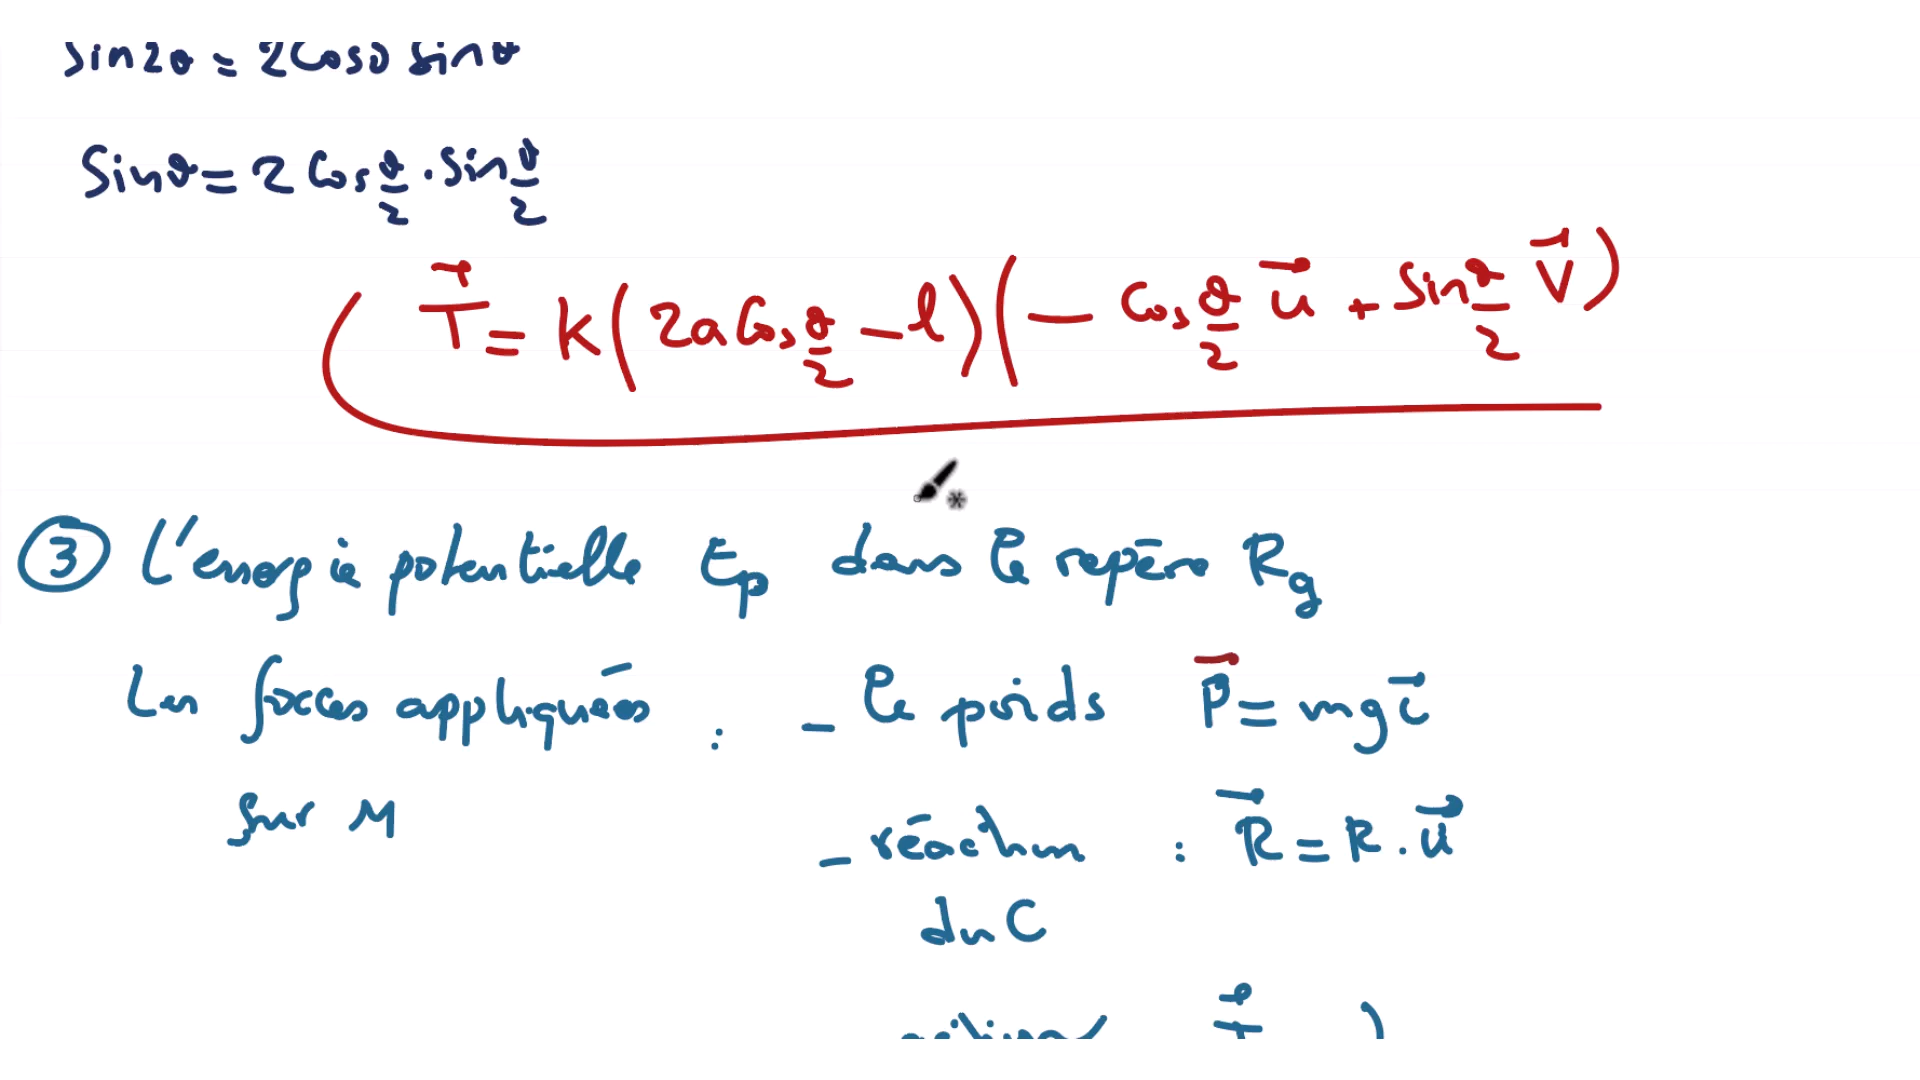 Sin2θ = 2Cosθ Sinθ
Sinθ = 2 Cos θ/2 . Sin θ/2
T⃗ = K(2a Cos θ/2 − l)(− Cos θ/2 u⃗ + Sin θ/2 V⃗)
③ L'énergie potentielle Ep dans le repère Rg
Les forces appliquées : - le poids P⃗ = mg i⃗
sur M
- réaction : R⃗ = R . u⃗
du C